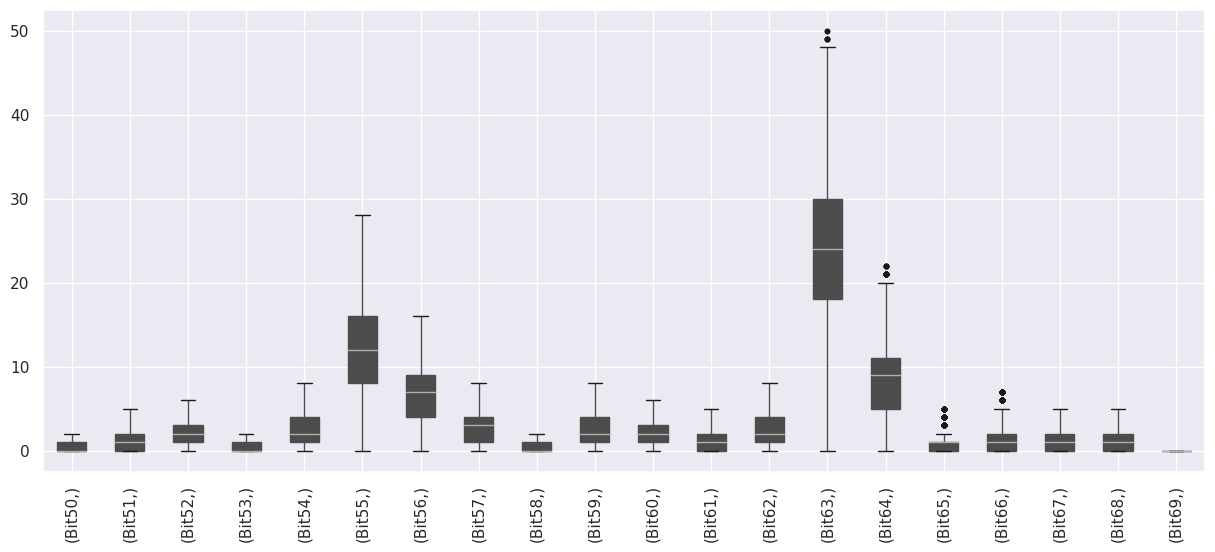 50
40
30
20
10
0
(Bit50,)
(Bit51,)
(Bit52,)
(Bit53,)
(Bit54,)
(Bit55,)
(Bit56,)
(Bit57,)
(Bit58,)
(Bit59,)
(Bit60,)
(Bit61,)
(Bit62,)
(Bit63,)
(Bit64,)
(Bit65,)
(Bit66,)
(Bit67,)
(Bit68,)
(Bit69,)